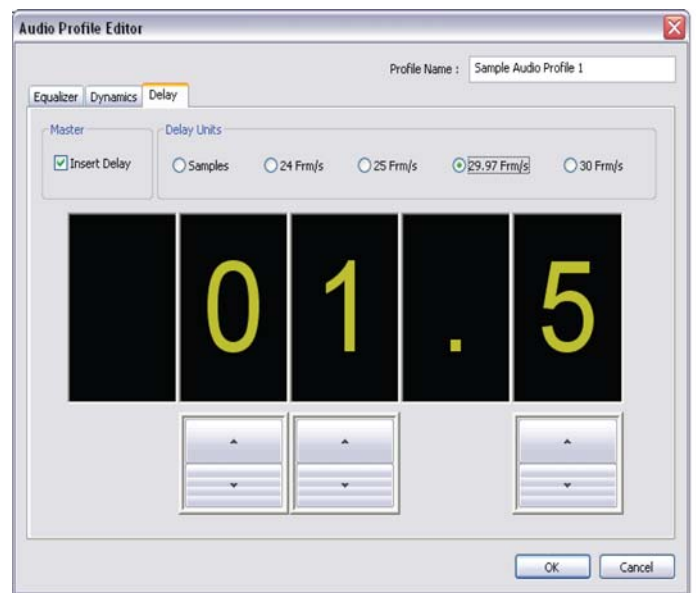 Audio Profile Editor
Profile Name : Sample Audio Profile 1
Equalizer Dynamics Delay
Master Delay Units
Insert Delay Samples 24 Frm/s 25 Frm/s 29.97 Frm/s 30 Frm/s
01.5
OK Cancel